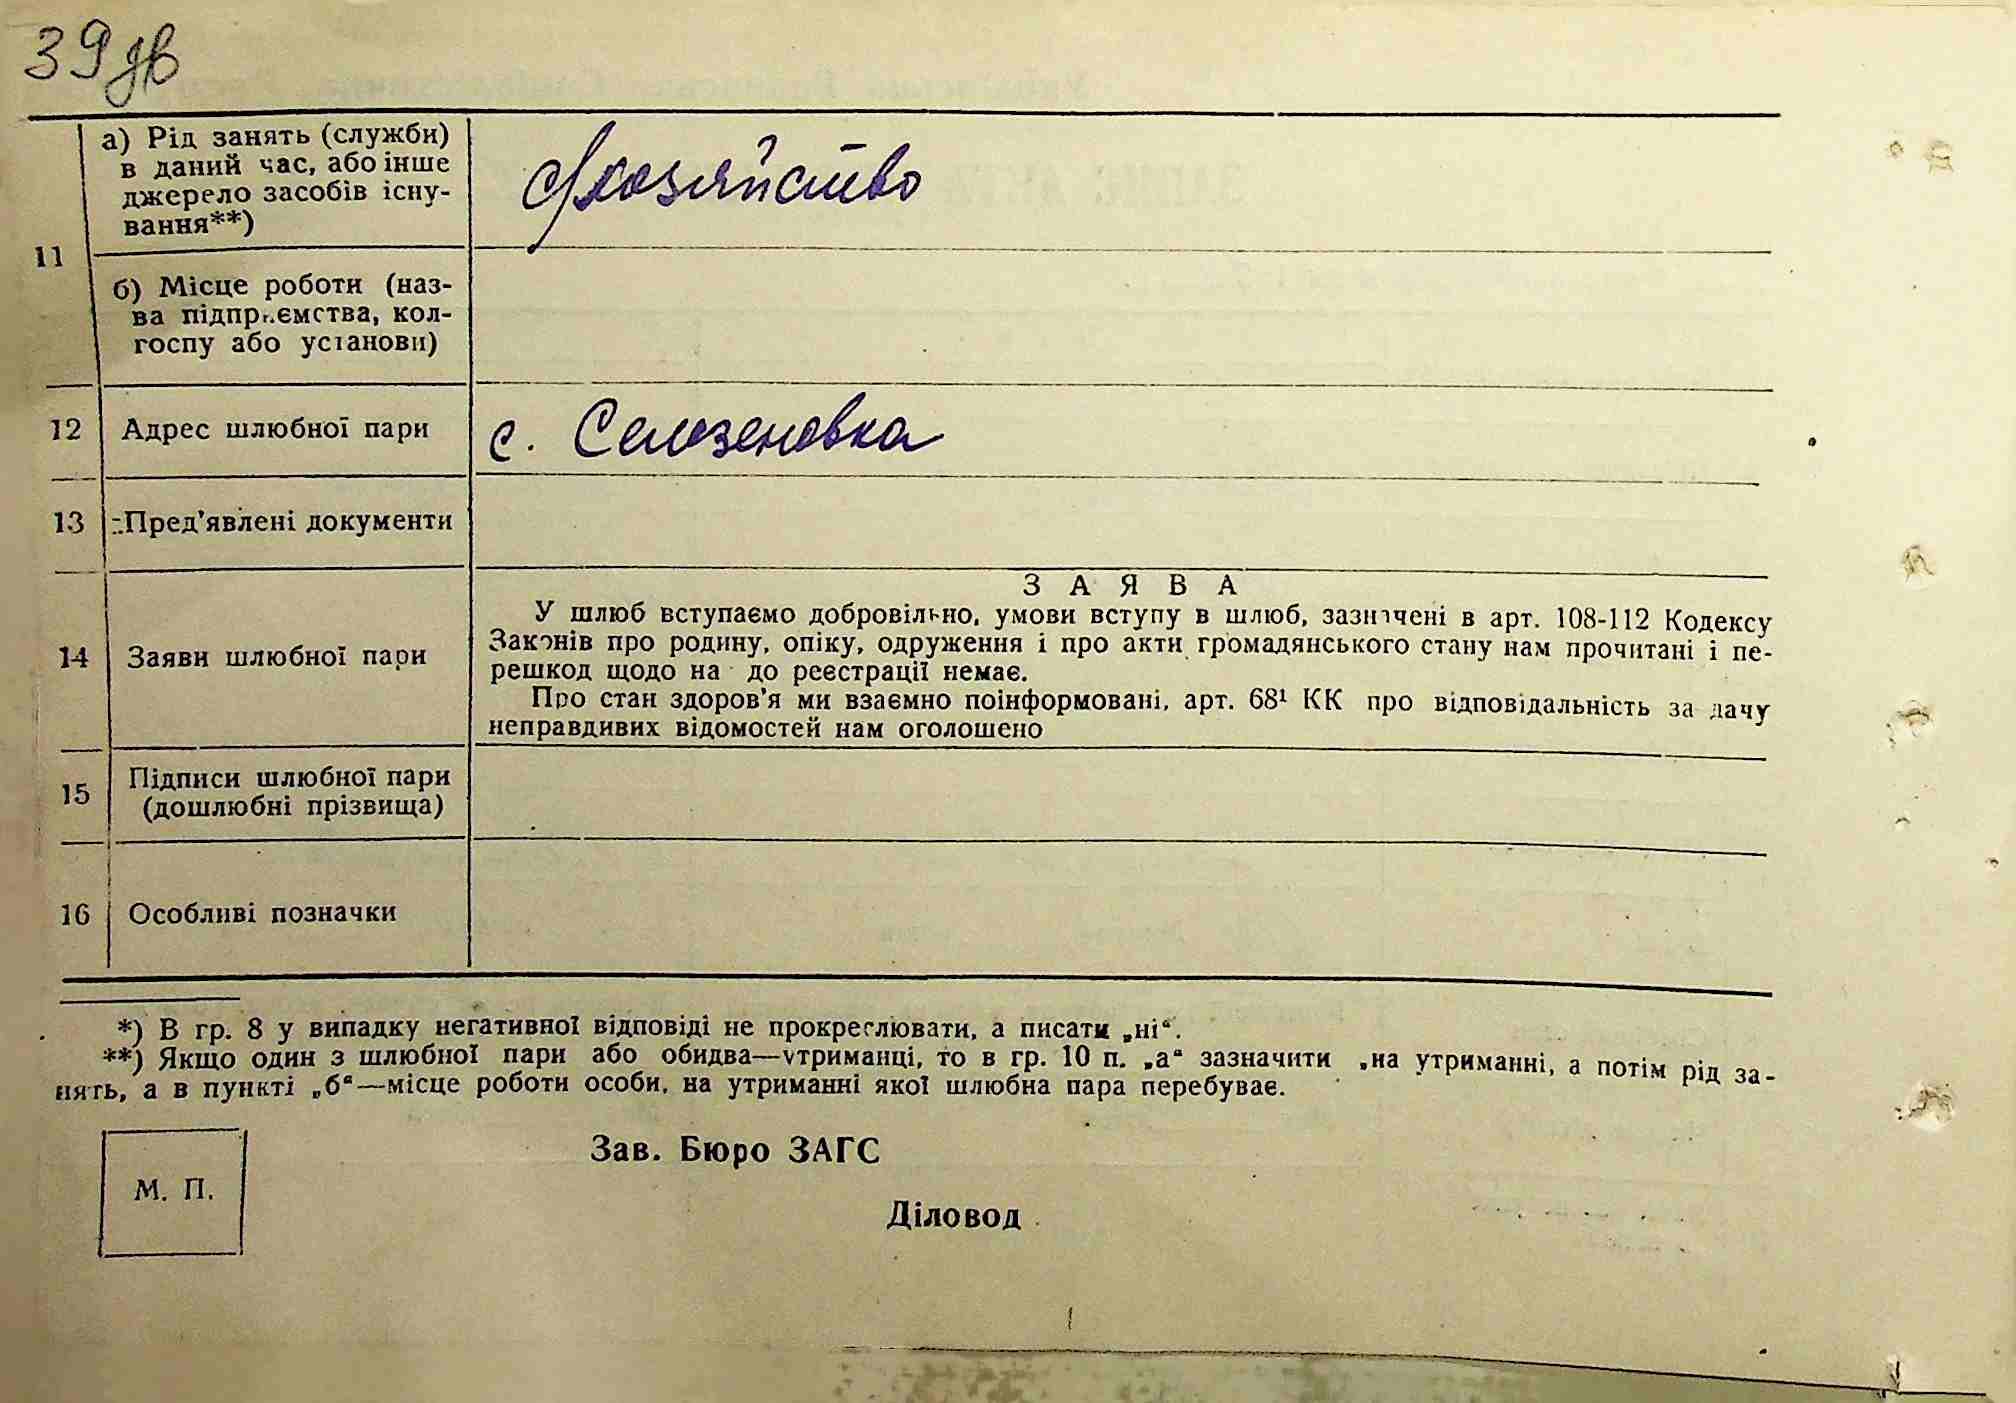 39 зв
а) Рід занять (служби)
в даний час, або інше
джерело засобів існу-
вання**)
с/хозяйство
11
б) Місце роботи (наз-
ва підприємства, кол-
госпу або установи)
12 Адрес шлюбної пари с. Селезеновка
13 Пред'явлені документи
ЗАЯВА
У шлюб вступаємо добровільно, умови вступу в шлюб, зазначені в арт. 108-112 Кодексу
Законів про родину, опіку, одруження і про акти громадянського стану нам прочитані і пе-
14 Заяви шлюбної пари
решкод щодо на до реєстрації немає.
Про стан здоров'я ми взаємно поінформовані, арт. 68¹ КК про відповідальність за дачу
неправдивих відомостей нам оголошено
15 Підписи шлюбної пари
(дошлюбні прізвища)
16 Особливі позначки
*) В гр. 8 у випадку негативної відповіді не прокреслювати, а писати „ні“.
**) Якщо один з шлюбної пари або обидва—утриманці, то в гр. 10 п. „а“ зазначити „на утриманні, а потім рід за-
нять, а в пункті „б“—місце роботи особи, на утриманні якої шлюбна пара перебуває.
Зав. Бюро ЗАГС
М. П.
Діловод